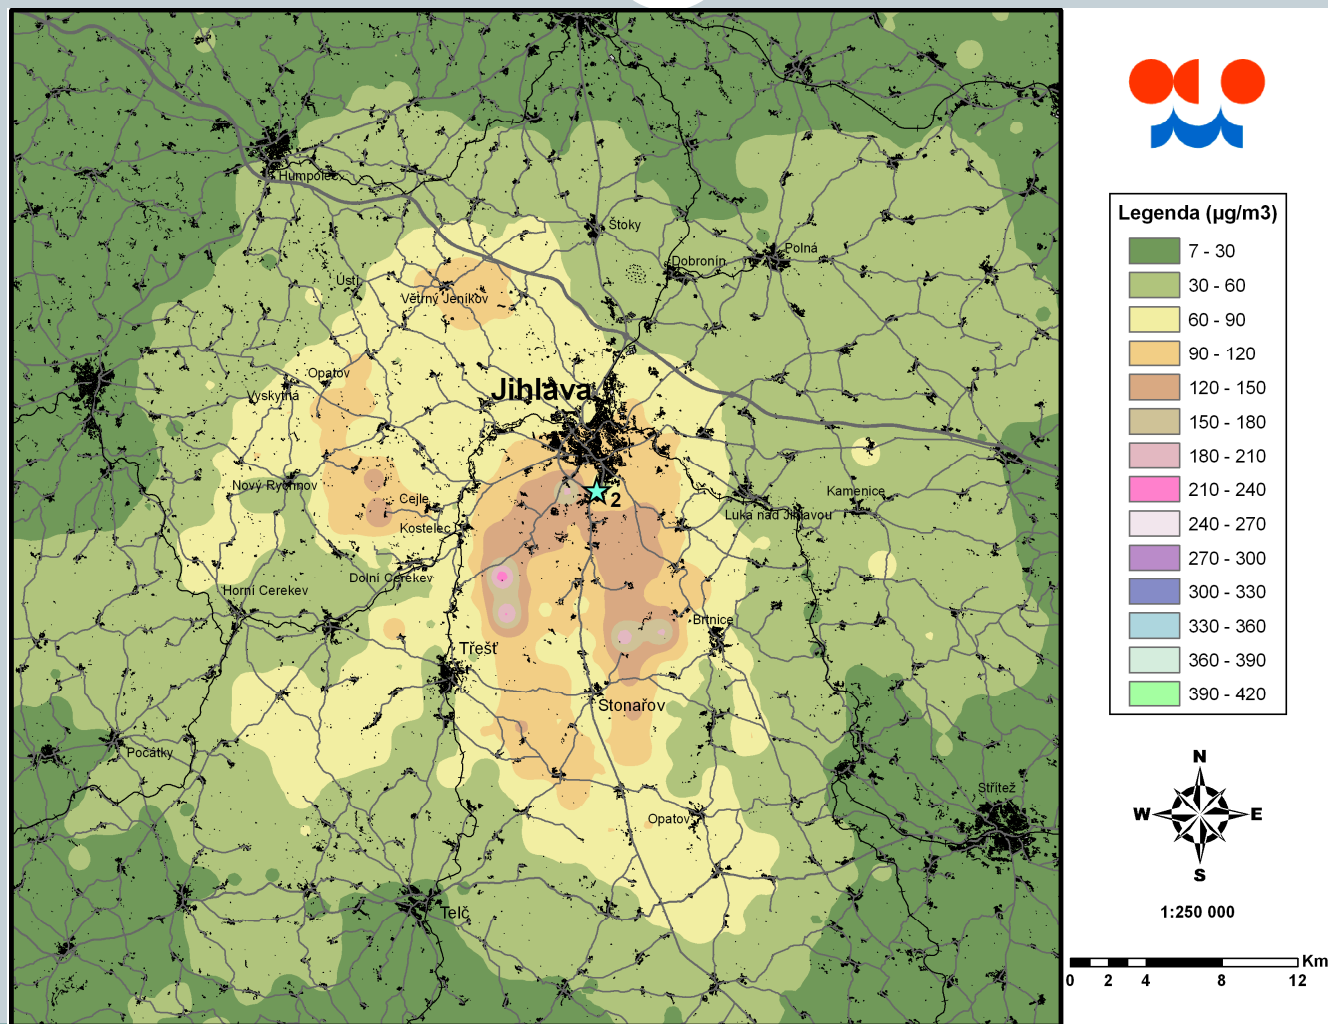 Humpolec
Štoky
Polná
Dobronín
Ústí
Větrný Jeníkov
Opatov
Vyskytná
Jihlava
Nový Rychnov
Cejle
Kostelec
2
Kamenice
Luka nad Jihlavou
Dolní Cerekev
Horní Cerekev
Brtnice
Třešť
Stonařov
Počátky
Střítež
Opatov
Telč
Legenda (µg/m3)
7 - 30
30 - 60
60 - 90
90 - 120
120 - 150
150 - 180
180 - 210
210 - 240
240 - 270
270 - 300
300 - 330
330 - 360
360 - 390
390 - 420
N
W E
S
1:250 000
Km
0 2 4 8 12